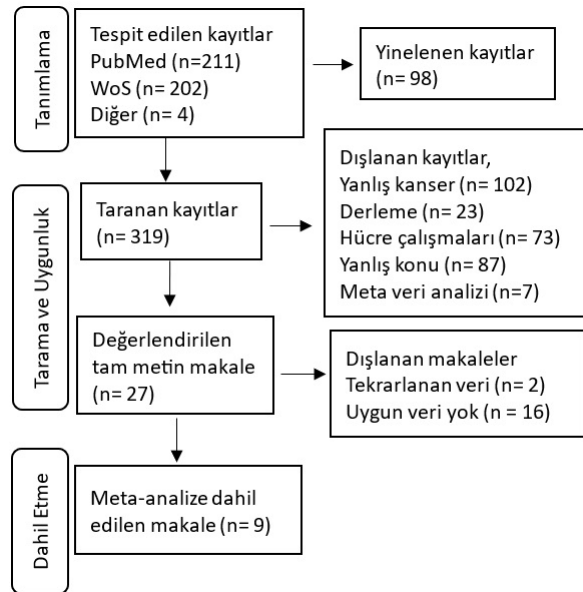 Tanımlama
Tespit edilen kayıtlar
PubMed (n=211)
WoS (n= 202)
Diğer (n= 4)
Yinelenen kayıtlar
(n= 98)
Tarama ve Uygunluk
Taranan kayıtlar
(n= 319)
Dışlanan kayıtlar,
Yanlış kanser (n= 102)
Derleme (n= 23)
Hücre çalışmaları (n= 73)
Yanlış konu (n= 87)
Meta veri analizi (n=7)
Değerlendirilen
tam metin makale
(n= 27)
Dışlanan makaleler
Tekrarlanan veri (n= 2)
Uygun veri yok (n = 16)
Dahil Etme
Meta-analize dahil
edilen makale (n= 9)